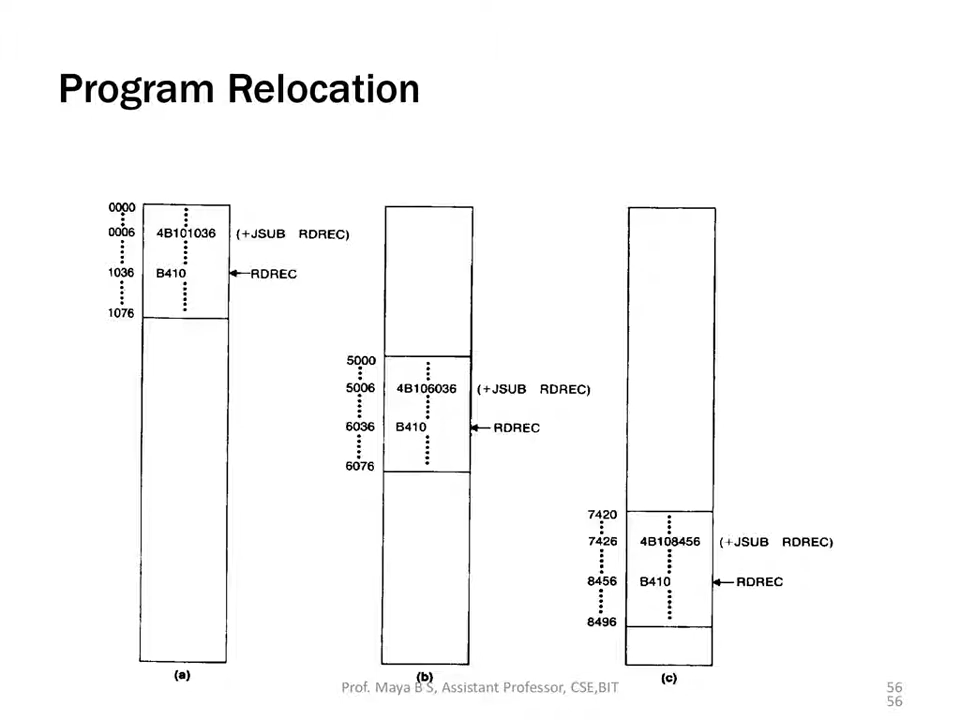 Program Relocation
0000
0006 4B101036 (+JSUB RDREC)
1036 B410 RDREC
1076
(a)
5000
5006 4B106036 (+JSUB RDREC)
6036 B410 RDREC
6076
(b)
7420
7426 4B108456 (+JSUB RDREC)
8456 B410 RDREC
8496
(c)
Prof. Maya B S, Assistant Professor, CSE,BIT
56
56